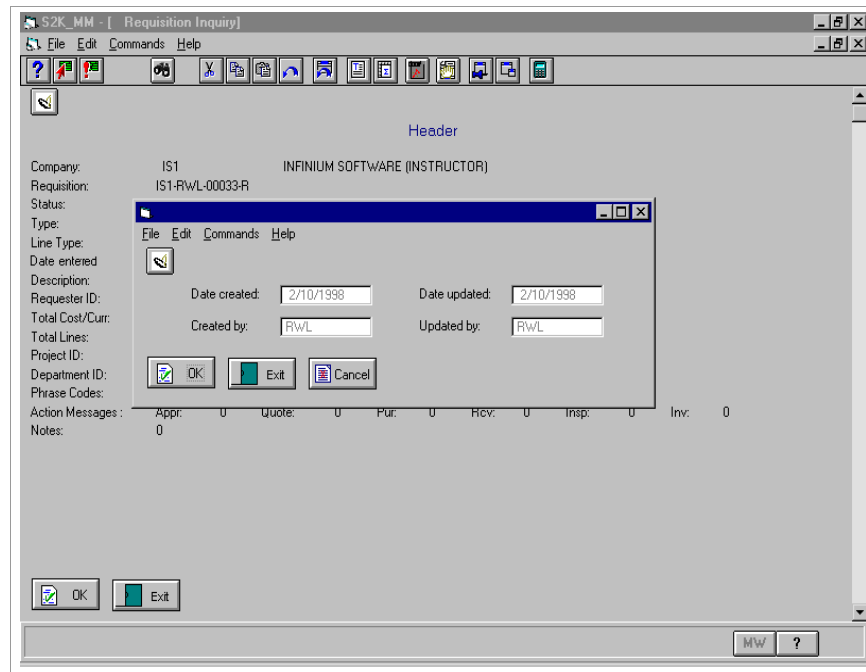 S2K_MM - [ Requisition Inquiry]
File Edit Commands Help
Header
Company: IS1 INFINIUM SOFTWARE (INSTRUCTOR)
Requisition: IS1-RWL-00033-R
Status:
Type:
Line Type:
Date entered
Description:
Requester ID:
Total Cost/Curr:
Total Lines:
Project ID:
Department ID:
Phrase Codes:
File Edit Commands Help
Date created: 2/10/1998 Date updated: 2/10/1998
Created by: RWL Updated by: RWL
OK Exit Cancel
Action Messages : Appr: 0 Quote: 0 Pur: 0 Rcv: 0 Insp: 0 Inv: 0
Notes: 0
OK Exit
MW ?